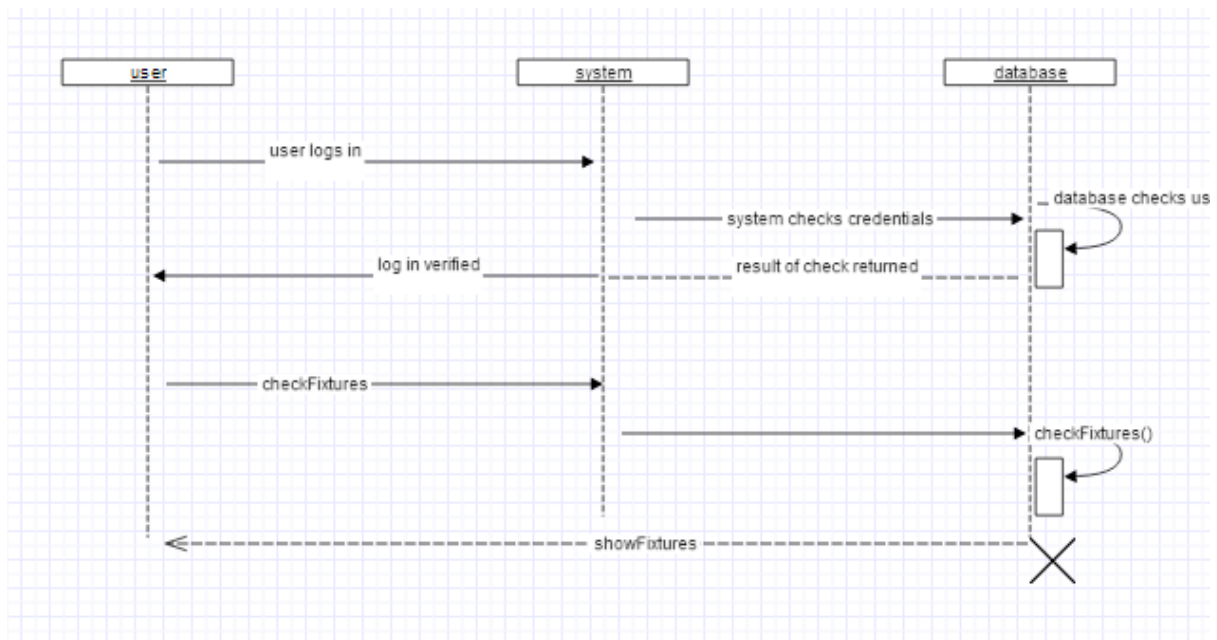 user
system
database
user logs in
database checks us
system checks credentials
log in verified
result of check returned
checkFixtures
checkFixtures()
showFixtures